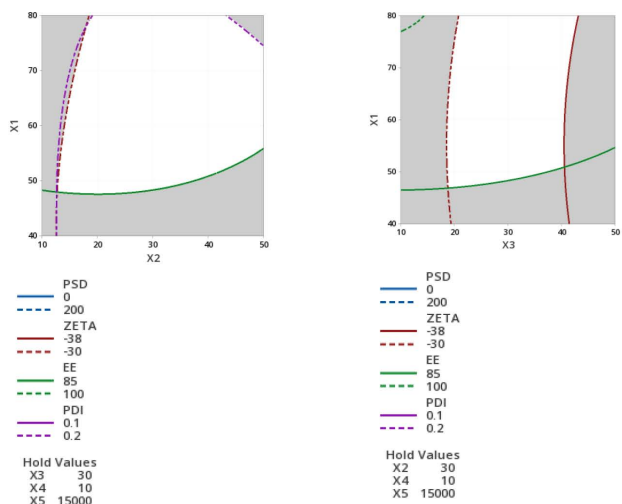 80
70
60
50
40
X1
10
20
30
40
50
X2
PSD
0
200
ZETA
-38
-30
EE
85
100
PDI
0.1
0.2
Hold Values
X3 30
X4 10
X5 15000
80
70
60
50
40
X1
10
20
30
40
50
X3
PSD
0
200
ZETA
-38
-30
EE
85
100
PDI
0.1
0.2
Hold Values
X2 30
X4 10
X5 15000